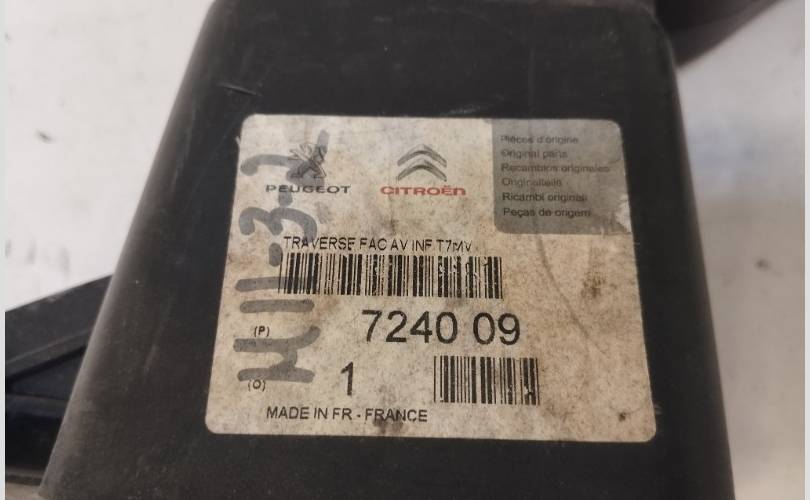 PEUGEOT
CITROËN
Pièces d'origine
Original parts
Recambios originales
Originalteile
Ricambi originali
Peças de origem
TRAVERSE FAC AV INF T7MV
(P) 7240 09
(Q) 1
MADE IN FR - FRANCE